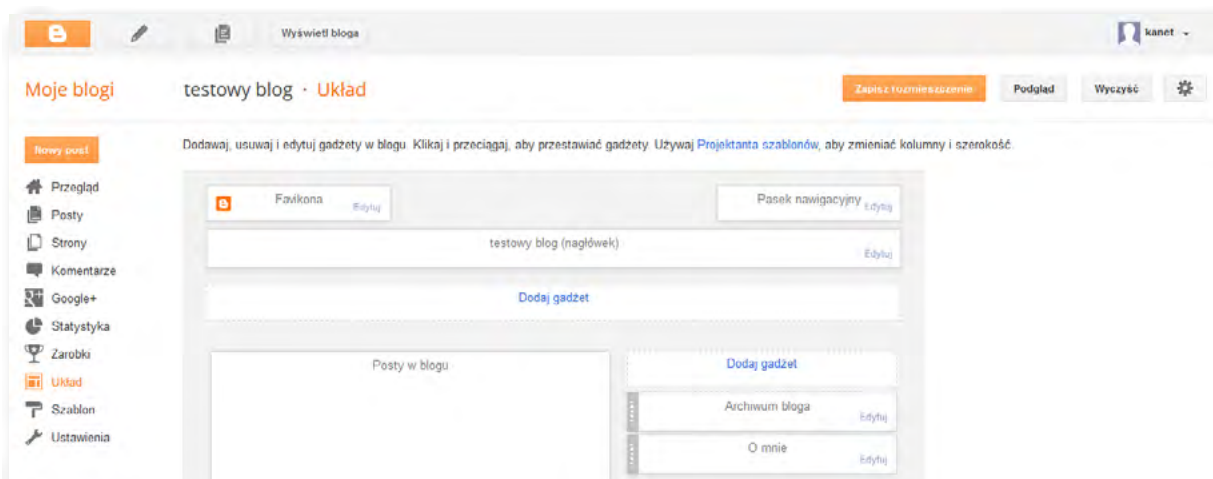 Wyświetl bloga
kanet
Moje blogi
testowy blog · Układ
Zapisz rozmieszczenie
Podgląd
Wyczyść
Nowy post
Dodawaj, usuwaj i edytuj gadżety w blogu. Klikaj i przeciągaj, aby przestawiać gadżety. Używaj Projektanta szablonów, aby zmieniać kolumny i szerokość.
Przegląd
Posty
Strony
Komentarze
Google+
Statystyka
Zarobki
Układ
Szablon
Ustawienia
Favikona
Edytuj
Pasek nawigacyjny
Edytuj
testowy blog (nagłówek)
Edytuj
Dodaj gadżet
Posty w blogu
Dodaj gadżet
Archiwum bloga
Edytuj
O mnie
Edytuj